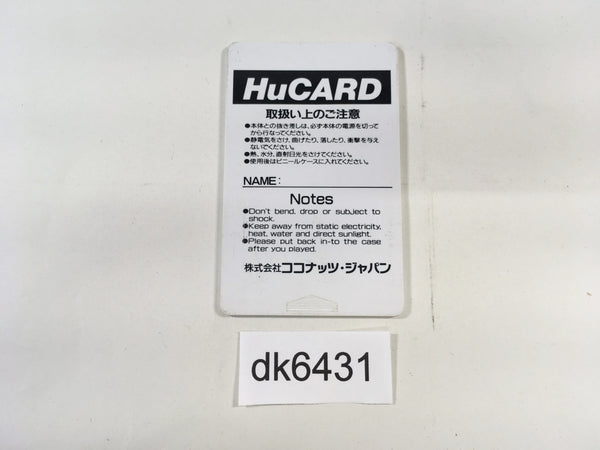 HuCARD
取扱い上のご注意
●本体との抜き差しは、必ず本体の電源を切って
から行なってください。
●静電気をさけ、曲げたり、落したり、衝撃を与え
ないでください。
●熱、水分、直射日光をさけてください。
●使用後はビニールケースに入れてください。
NAME:
Notes
●Don't bend, drop or subject to
shock.
●Keep away from static electricity,
heat, water and direct sunlight.
●Please put back in-to the case
after you played.
株式会社ココナッツ・ジャパン
dk6431